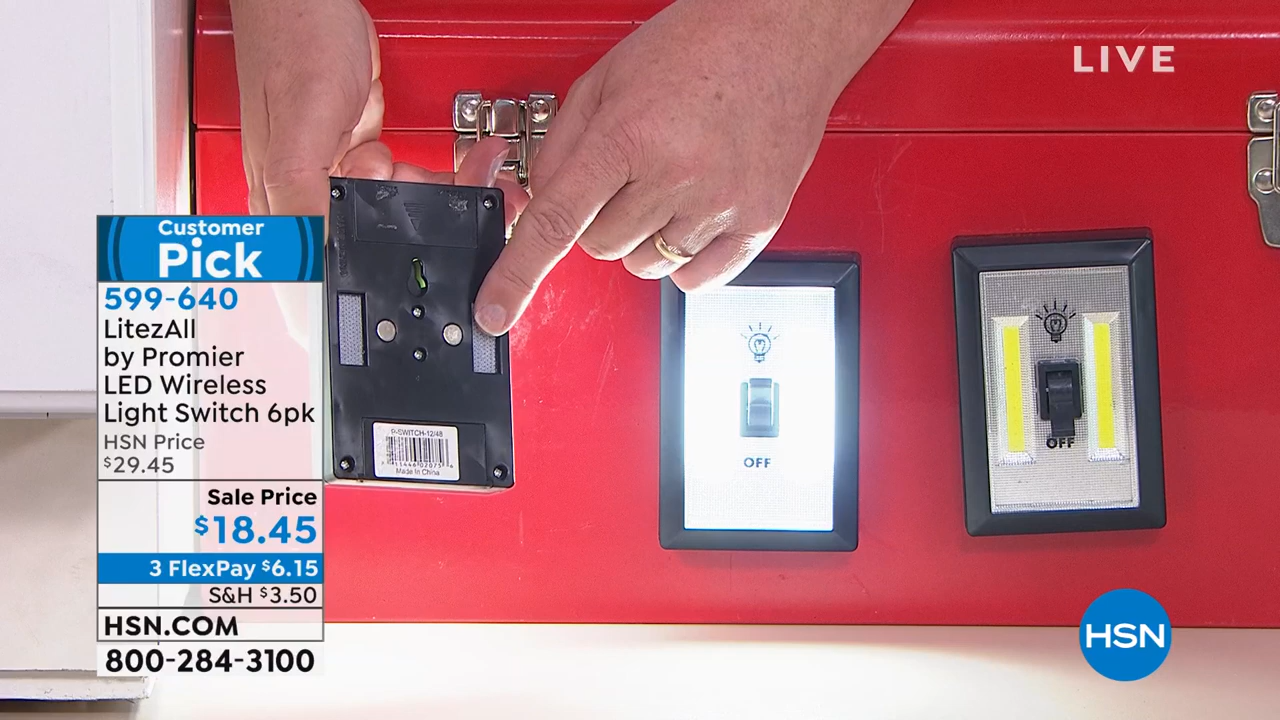 LIVE
Customer
Pick
599-640
LitezAll
by Promier
LED Wireless
Light Switch 6pk
HSN Price
$29.45
Sale Price
$18.45
3 FlexPay $6.15
S&H $3.50
HSN.COM
800-284-3100
P-SWITCH-12/48
Made In China
OFF
OFF
HSN